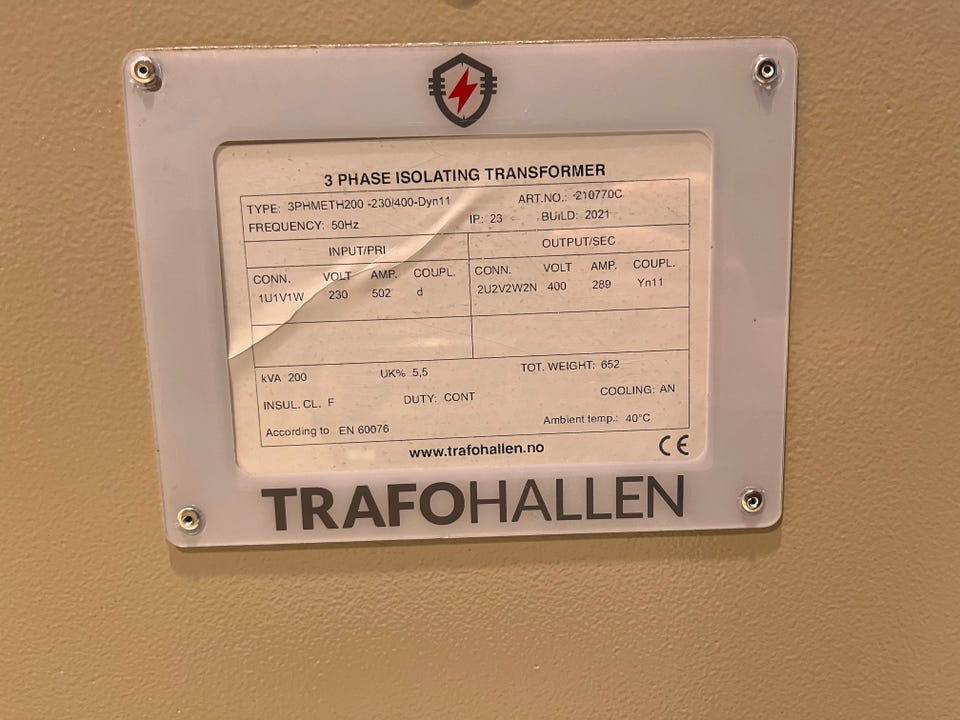 3 PHASE ISOLATING TRANSFORMER
TYPE: 3PHMETH200 -230/400-Dyn11 ART.NO.: 210770C
FREQUENCY: 50Hz IP: 23 BUILD: 2021
INPUT/PRI OUTPUT/SEC
CONN. VOLT AMP. COUPL. CONN. VOLT AMP. COUPL.
1U1V1W 230 502 d 2U2V2W2N 400 289 Yn11
kVA 200 UK% 5,5 TOT. WEIGHT: 652
INSUL. CL. F DUTY: CONT COOLING: AN
According to EN 60076 Ambient temp.: 40°C
www.trafohallen.no CE
TRAFOHALLEN